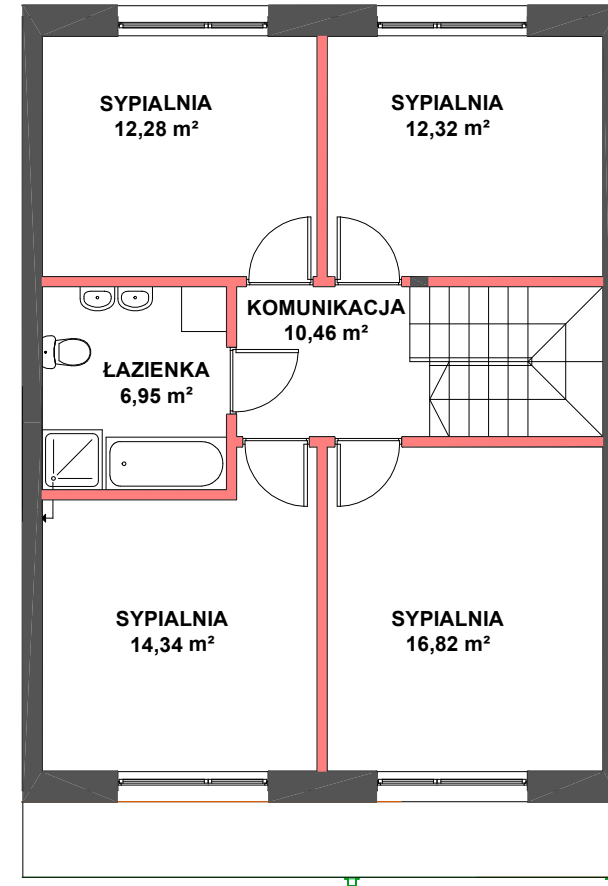 SYPIALNIA
12,28 m²
SYPIALNIA
12,32 m²
KOMUNIKACJA
10,46 m²
ŁAZIENKA
6,95 m²
SYPIALNIA
14,34 m²
SYPIALNIA
16,82 m²